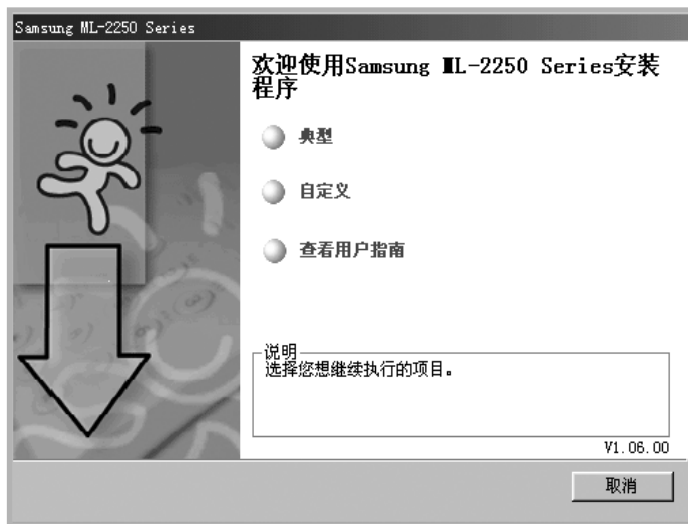 Samsung ML-2250 Series
欢迎使用Samsung ML-2250 Series安装
程序
典型
自定义
查看用户指南
说明
选择您想继续执行的项目。
V1.06.00
取消